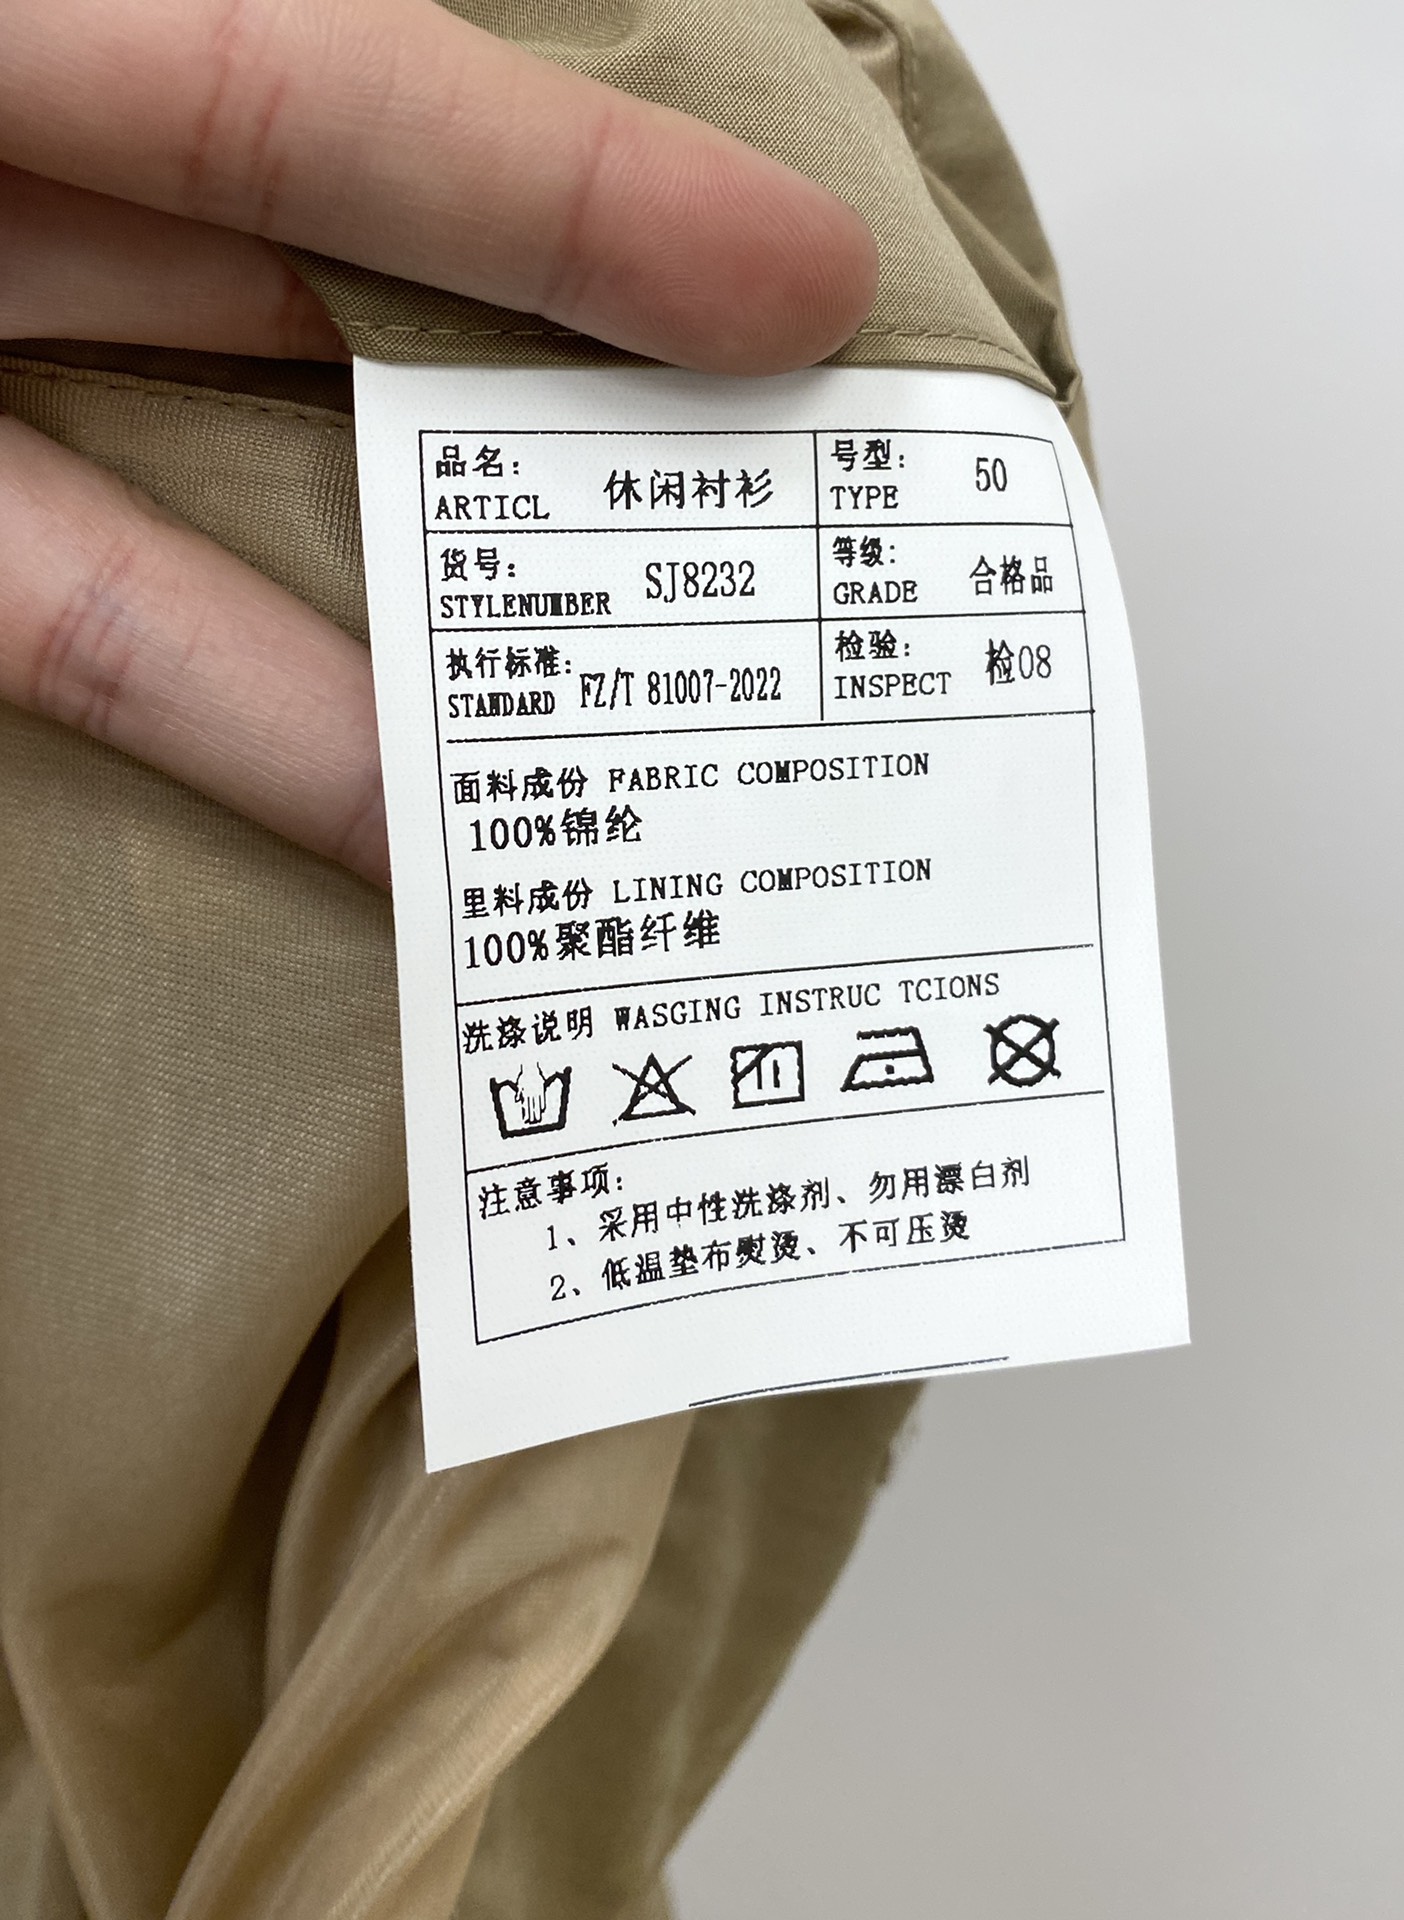 品名：
ARTICL
休闲衬衫
号型：
TYPE
50
货号：
STYLENUMBER
SJ8232
等级：
GRADE
合格品
执行标准：
STANDARD
FZ/T 81007-2022
检验：
INSPECT
检08
面料成份 FABRIC COMPOSITION
100%锦纶
里料成份 LINING COMPOSITION
100%聚酯纤维
洗涤说明 WASGING INSTRUC TCIONS
注意事项：
1、采用中性洗涤剂、勿用漂白剂
2、低温垫布熨烫、不可压烫